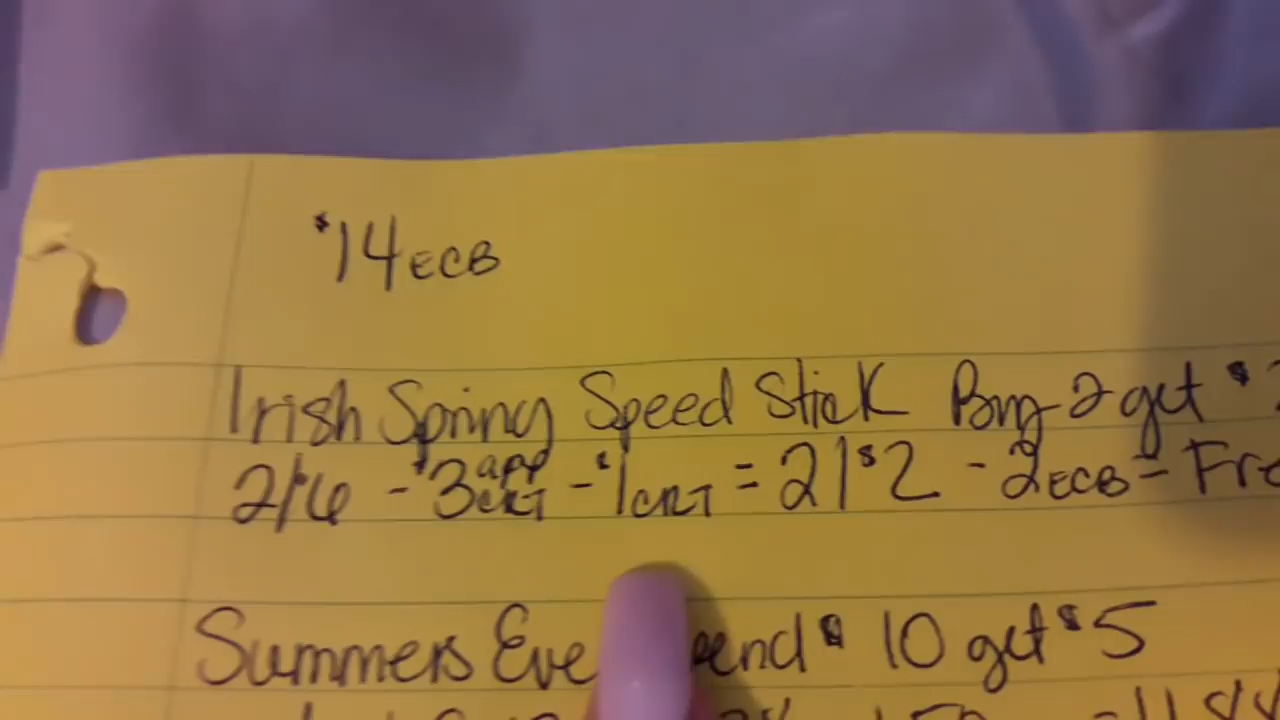 $14 ECB
Irish Spring Speed Stick Buy 2 get $
2/$6 - $3 app CRT - $1 CRT = 2/$2 - 2 ECB = Fre
Summers Eve pend $10 get $5